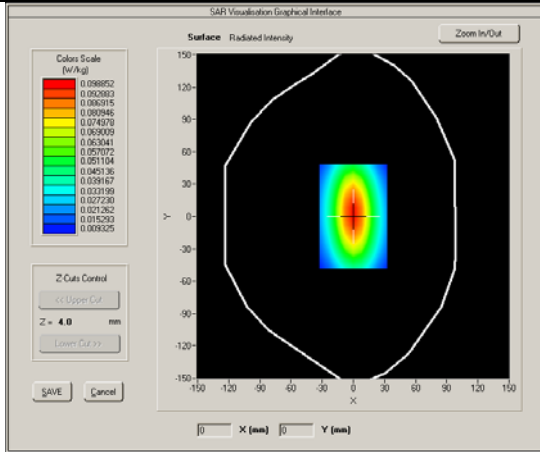 SAR Visualisation Graphical Interface
Surface Radiated Intensity
Zoom In/Out
Colors Scale
(W/kg)
0.098852
0.092883
0.086915
0.080946
0.074978
0.069009
0.063041
0.057072
0.051104
0.045136
0.039167
0.033199
0.027230
0.021262
0.015293
0.009325
Z-Cuts Control
<< Upper Cut
Z = 4.0 mm
Lower Cut >>
SAVE Cancel
150
120
90
60
30
0
-30
-60
-90
-120
-150
Y
-150 -120 -90 -60 -30 0 30 60 90 120 150
X
0 X (mm) 0 Y (mm)